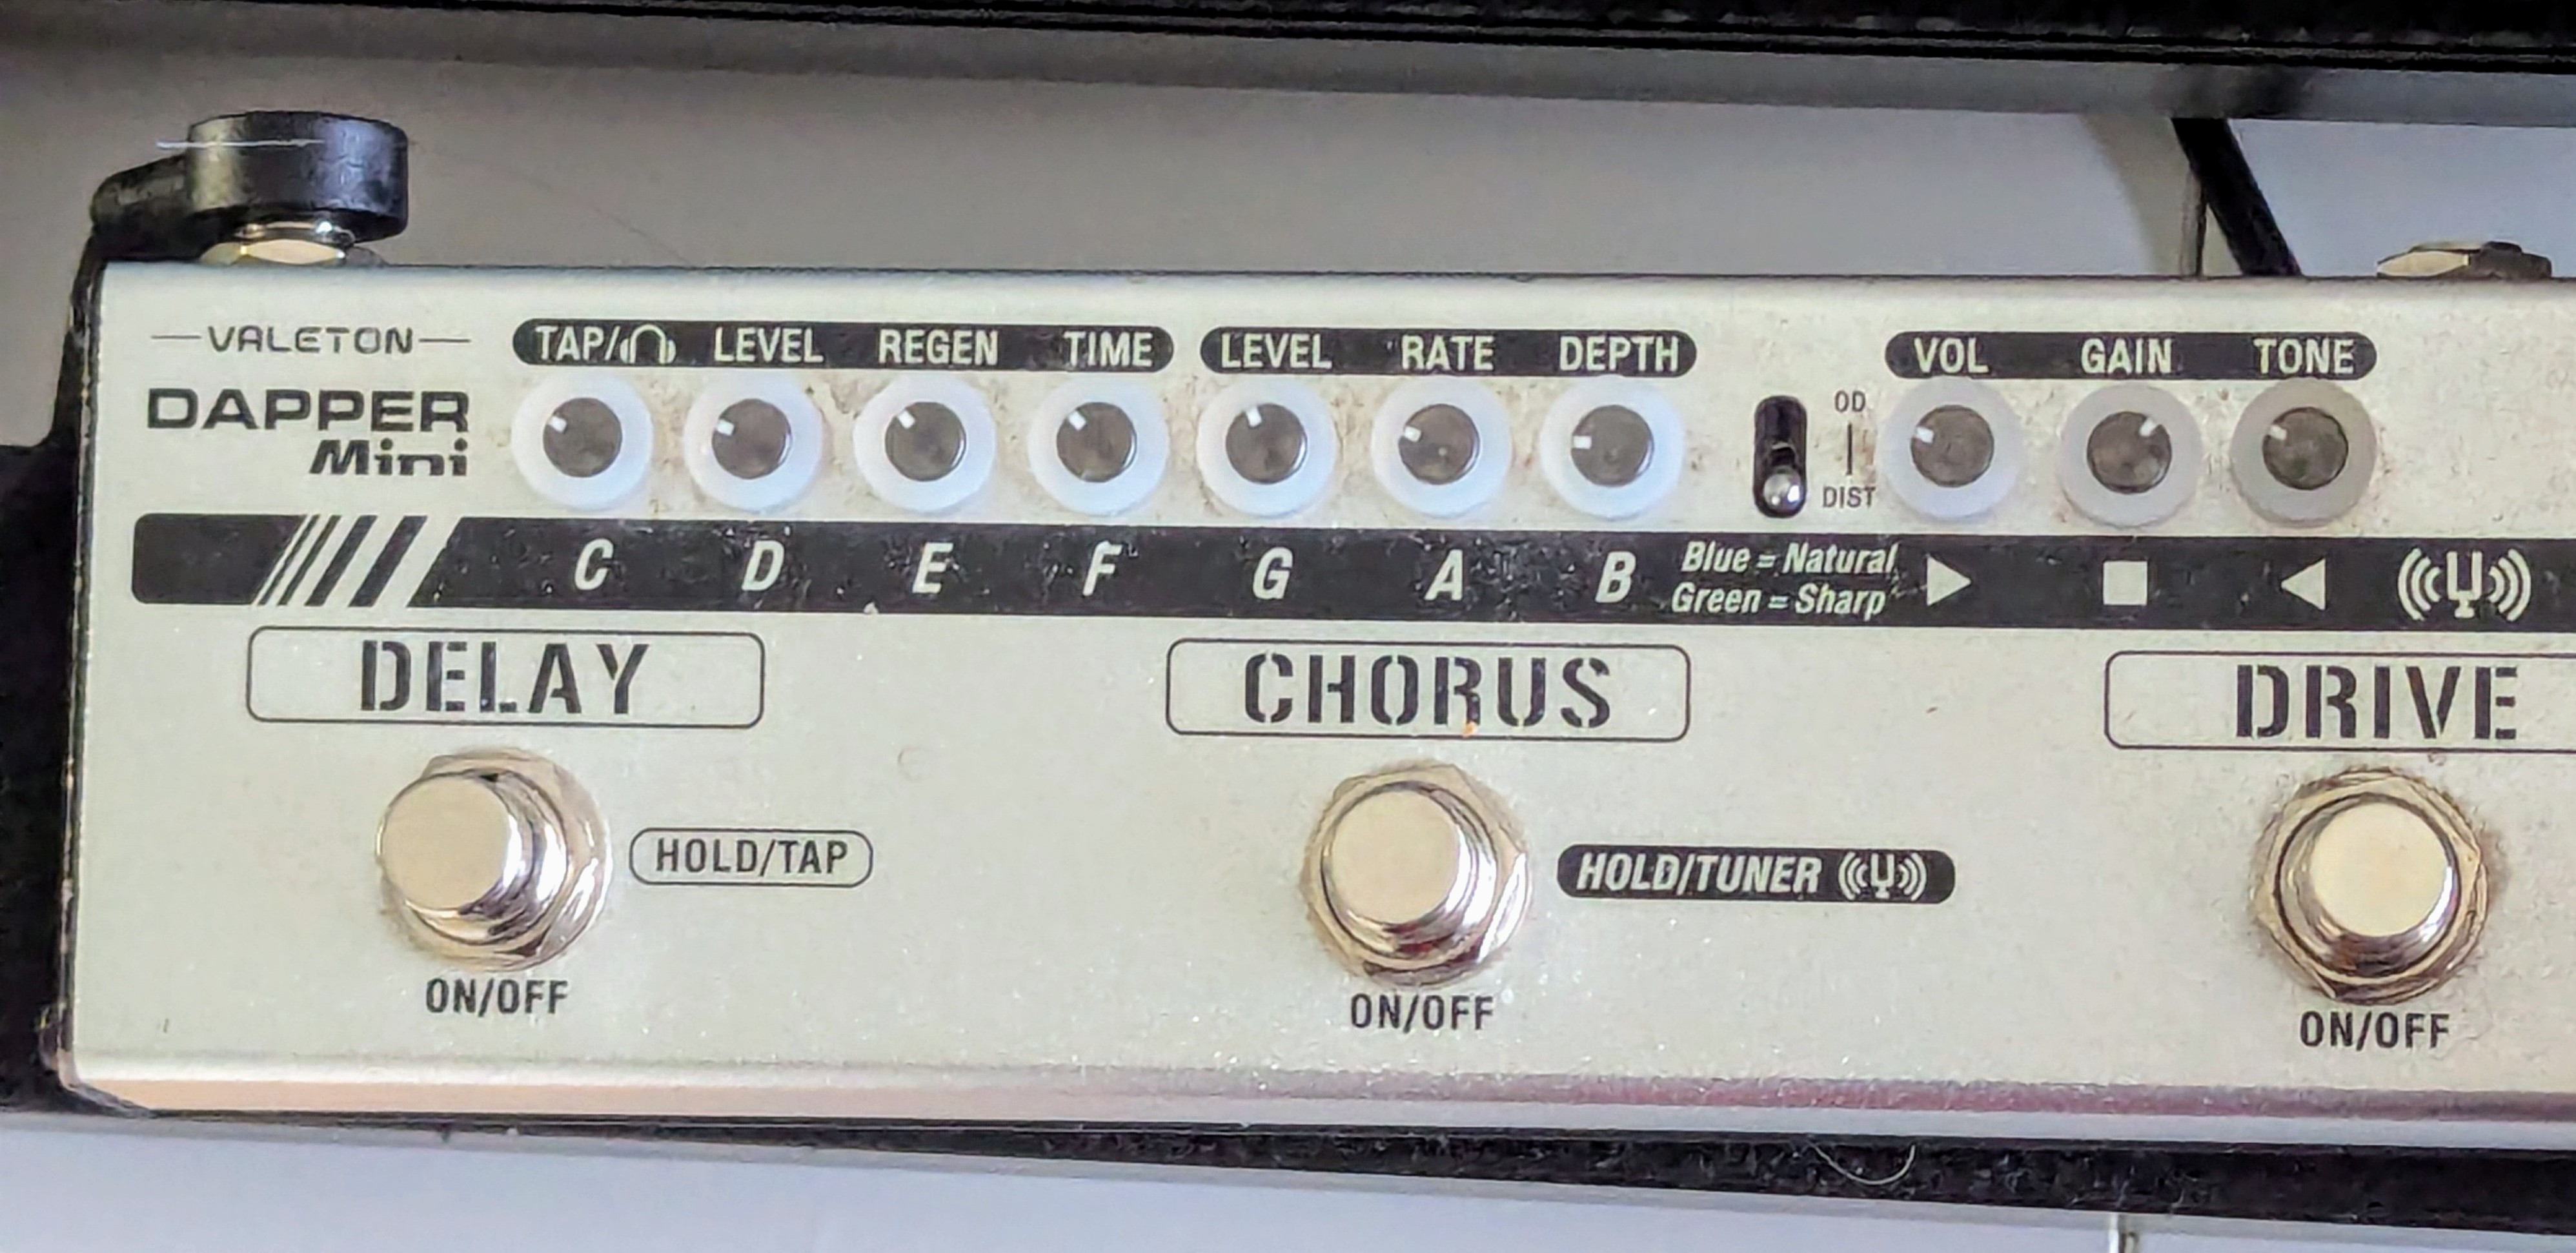 VALETON
DAPPER
Mini
TAP/ LEVEL REGEN TIME
LEVEL RATE DEPTH
OD
DIST
VOL GAIN TONE
C D E F G A B
Blue = Natural
Green = Sharp
DELAY
CHORUS
DRIVE
HOLD/TAP
HOLD/TUNER
ON/OFF
ON/OFF
ON/OFF